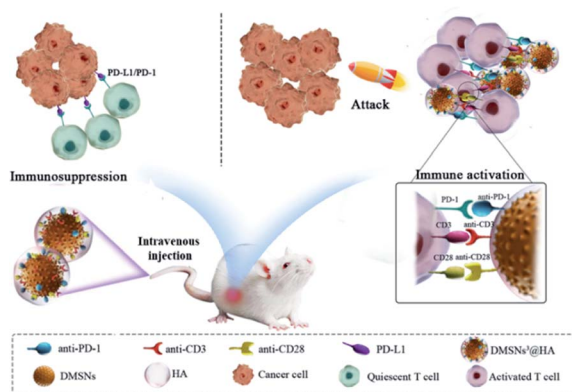 PD-L1/PD-1
Attack
Immunosuppression
Immune activation
PD-1 anti-PD-1
CD3 anti-CD3
CD28 anti-CD28
Intravenous
injection
anti-PD-1 anti-CD3 anti-CD28 PD-L1 DMSNs³@HA
DMSNs HA Cancer cell Quiescent T cell Activated T cell